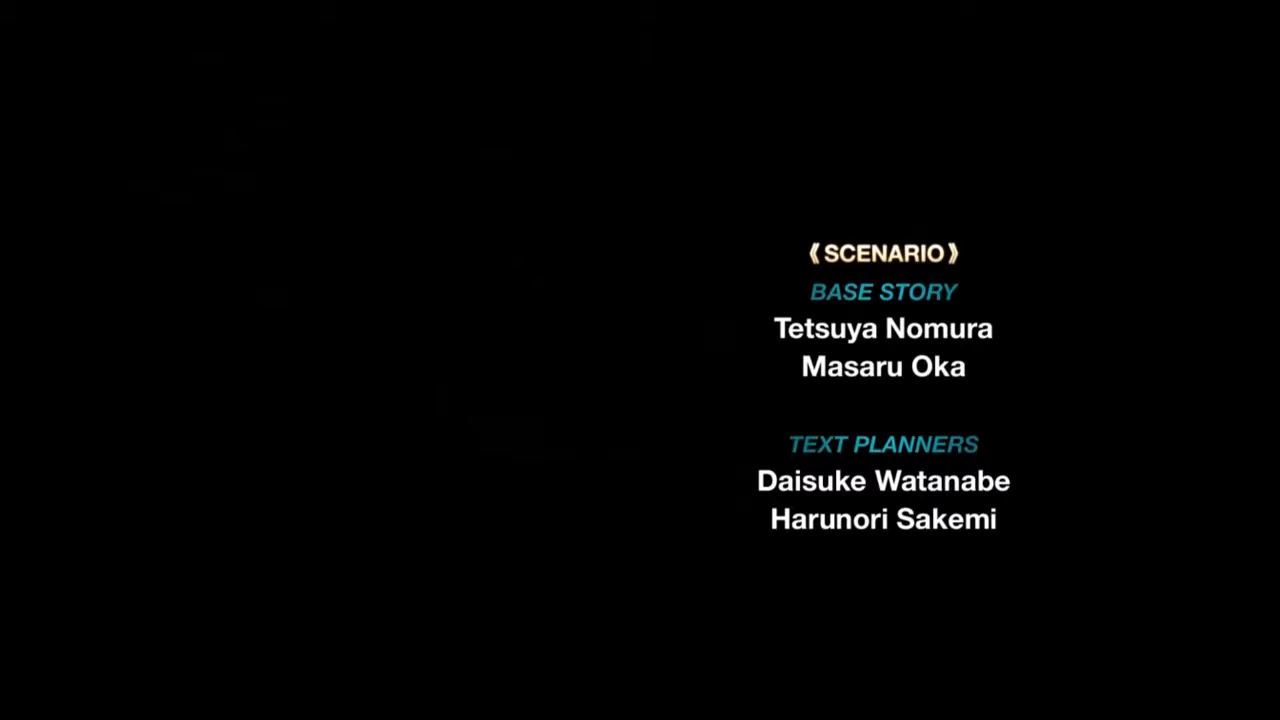 《SCENARIO》
BASE STORY
Tetsuya Nomura
Masaru Oka
TEXT PLANNERS
Daisuke Watanabe
Harunori Sakemi